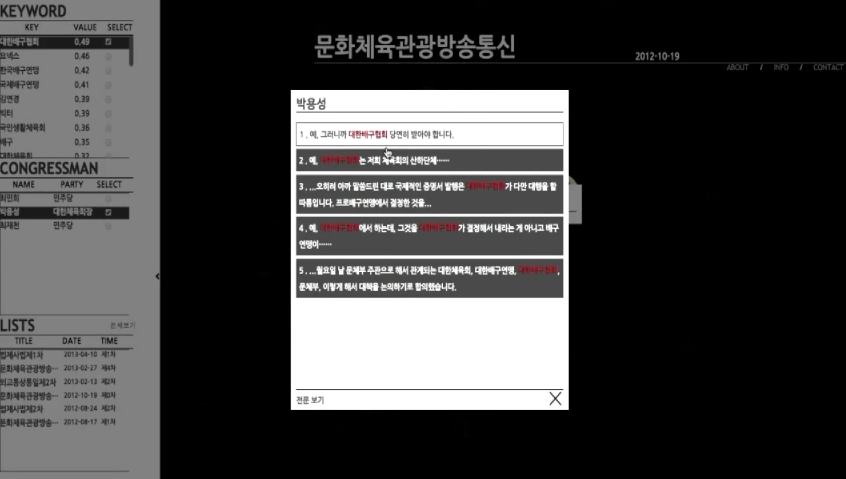 KEYWORD
KEY VALUE SELECT
대한배구협회 0.49
요넥스 0.46
한국배구연맹 0.42
국제배구연맹 0.41
김연경 0.39
빅터 0.39
국민생활체육회 0.36
배구 0.35
대한체육회 0.32
CONGRESSMAN
NAME PARTY SELECT
최민희 민주당
박용성 대한체육회장
최재천 민주당
LISTS 전체보기
TITLE DATE TIME
법제사법제1차 2013-04-10 제1차
문화체육관광방송··· 2013-02-27 제4차
외교통상통일제2차 2013-02-13 제2차
문화체육관광방송··· 2012-10-19
법제사법제2차 2012-08-24 제2차
문화체육관광방송··· 2012-08-17 제1차
문화체육관광방송통신
2012-10-19
ABOUT / INFO / CONTACT
박용성
1 . 예, 그러니까 대한배구협회 당연히 받아야 합니다.
2 . 예, 대한배구협회는 저희 체육회의 산하단체······
3 . ...오히려 아까 말씀드린 대로 국제적인 증명서 발행은 대한배구협회가 다만 대행을 할
따름입니다. 프로배구연맹에서 결정한 것을...
4 . 예, 대한배구협회에서 하는데, 그것을 대한배구협회가 결정해서 내리는 게 아니고 배구
연맹이······
5 . ...월요일 날 문체부 주관으로 해서 관계되는 대한체육회, 대한배구연맹, 대한배구협회,
문체부, 이렇게 해서 대책을 논의하기로 합의했습니다.
전문 보기